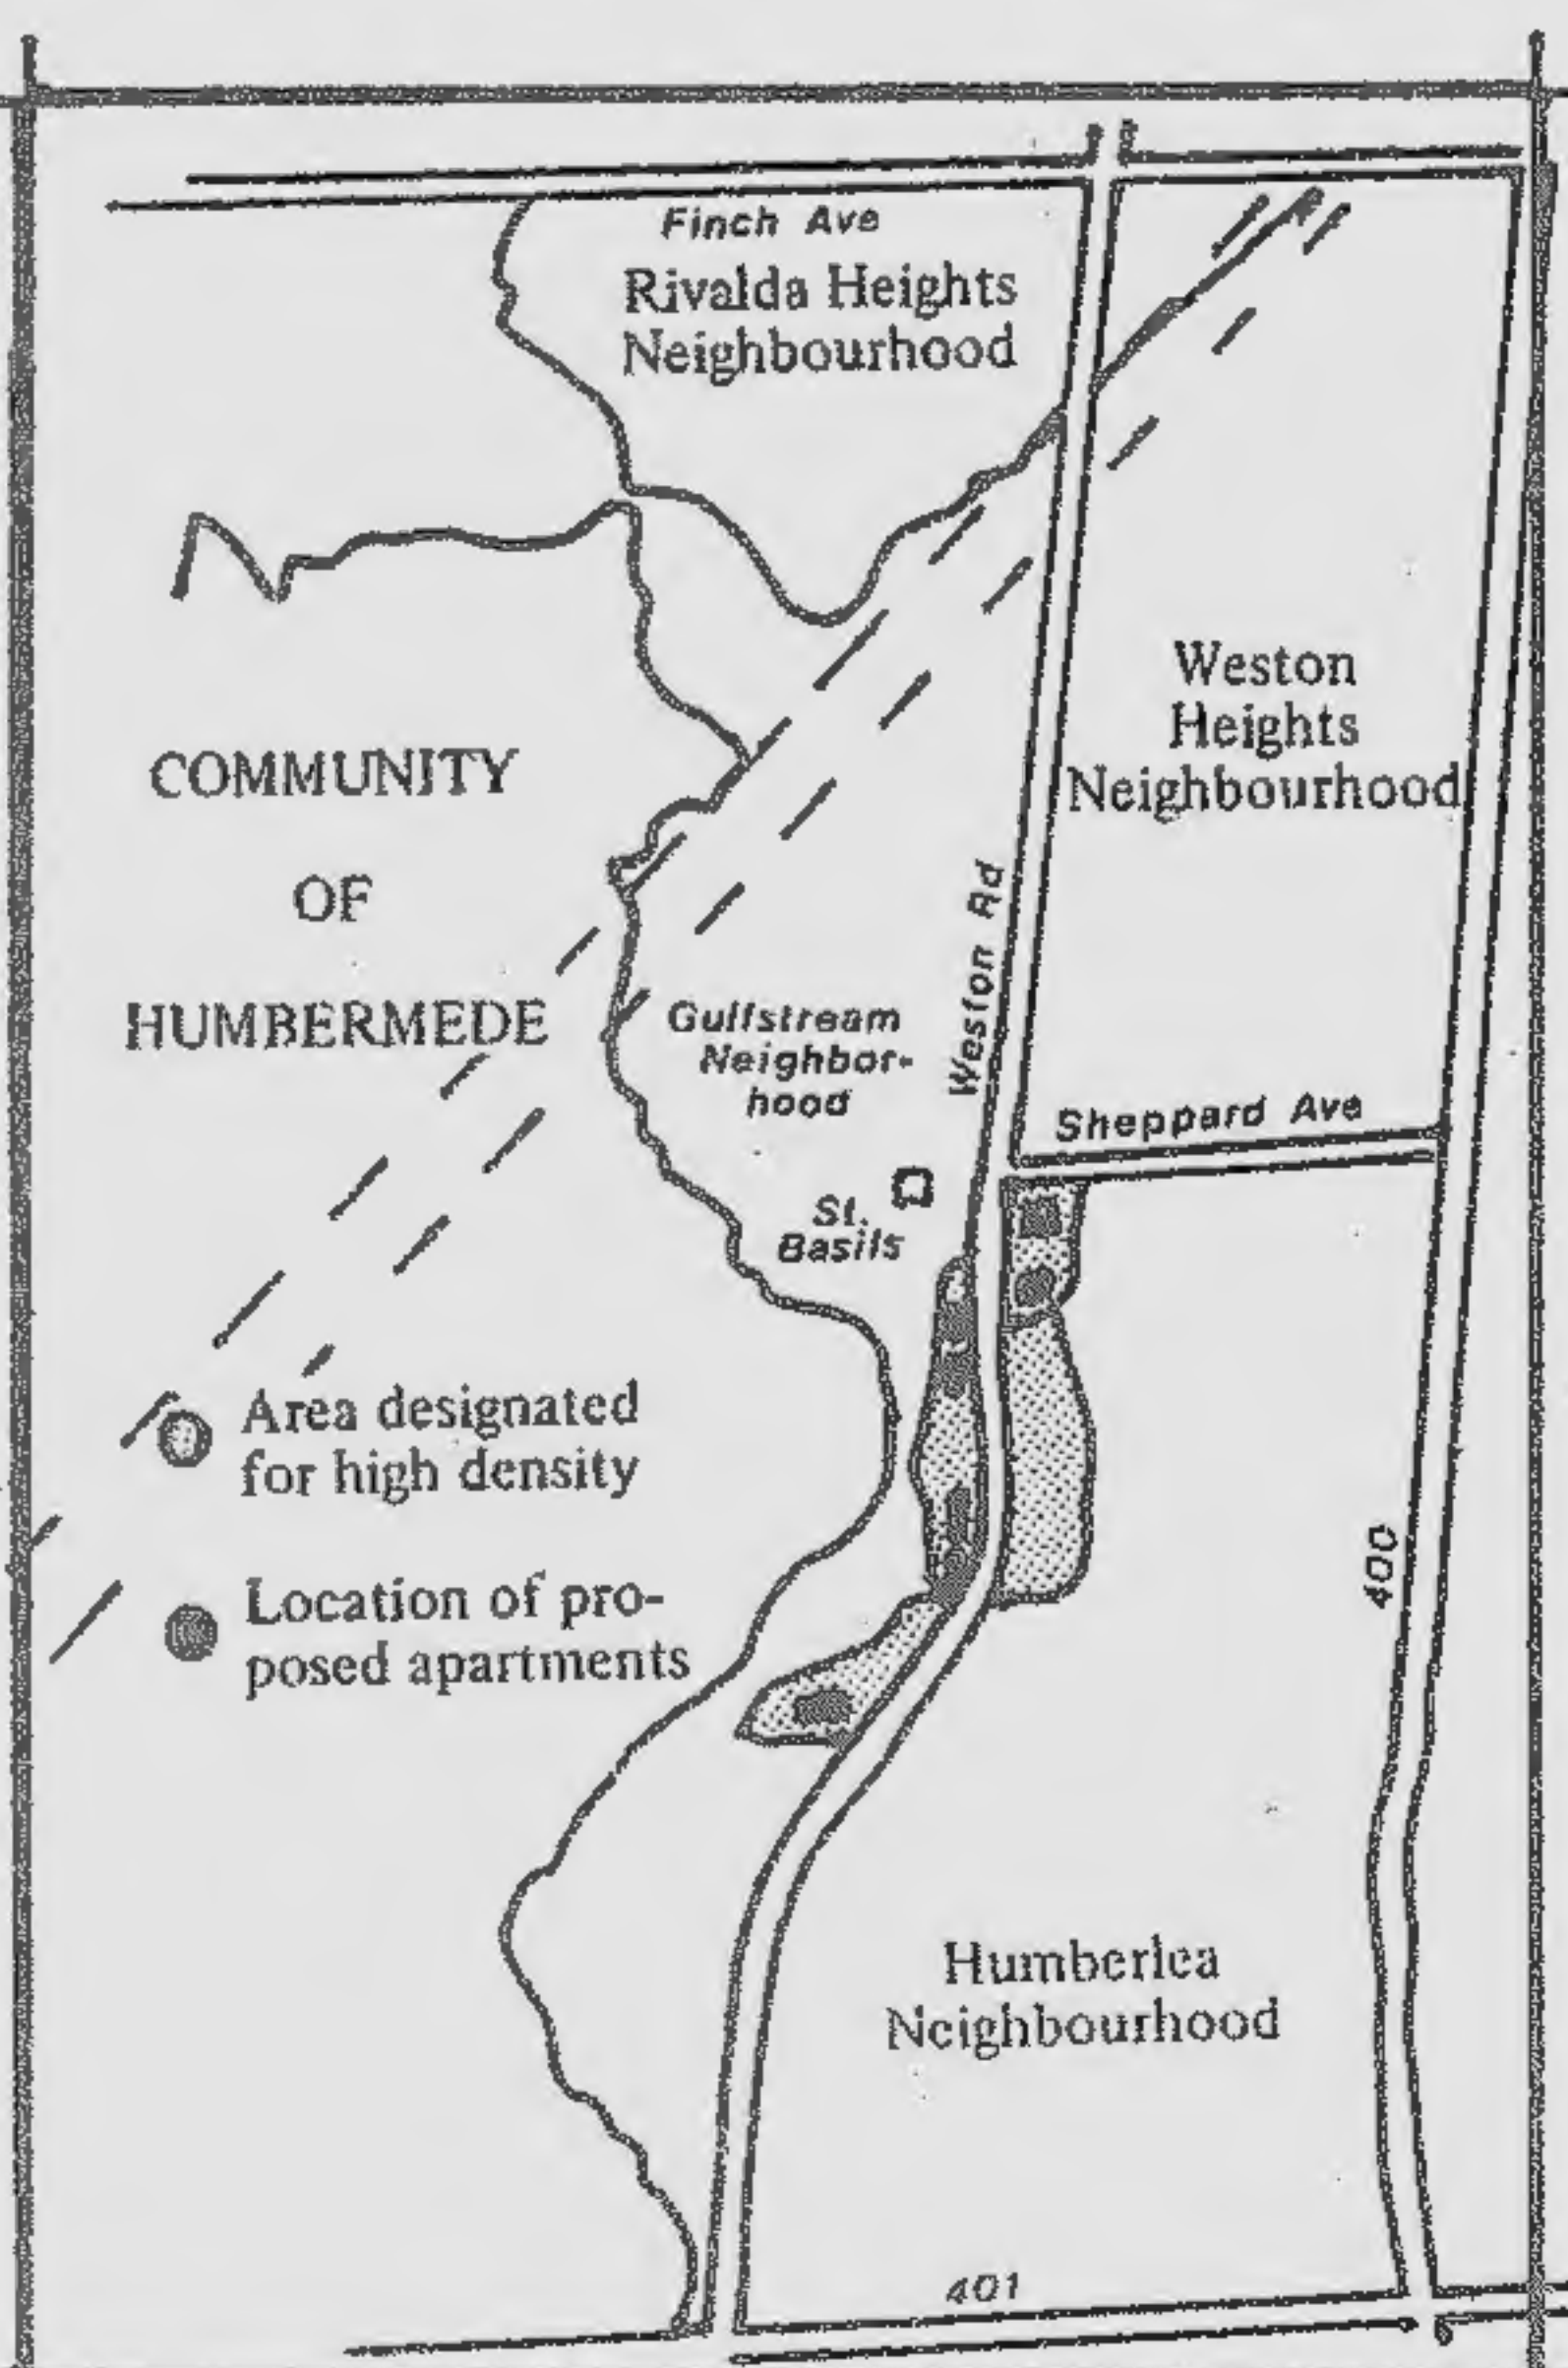 Finch Ave
Rivalda Heights
Neighbourhood
Weston
Heights
Neighbourhood
COMMUNITY
OF
HUMBERMEDE
Weston Rd
Gulfstream
Neighbor-
hood
Sheppard Ave
St.
Basils
Area designated
for high density
Location of pro-
posed apartments
400
Humberlea
Neighbourhood
401